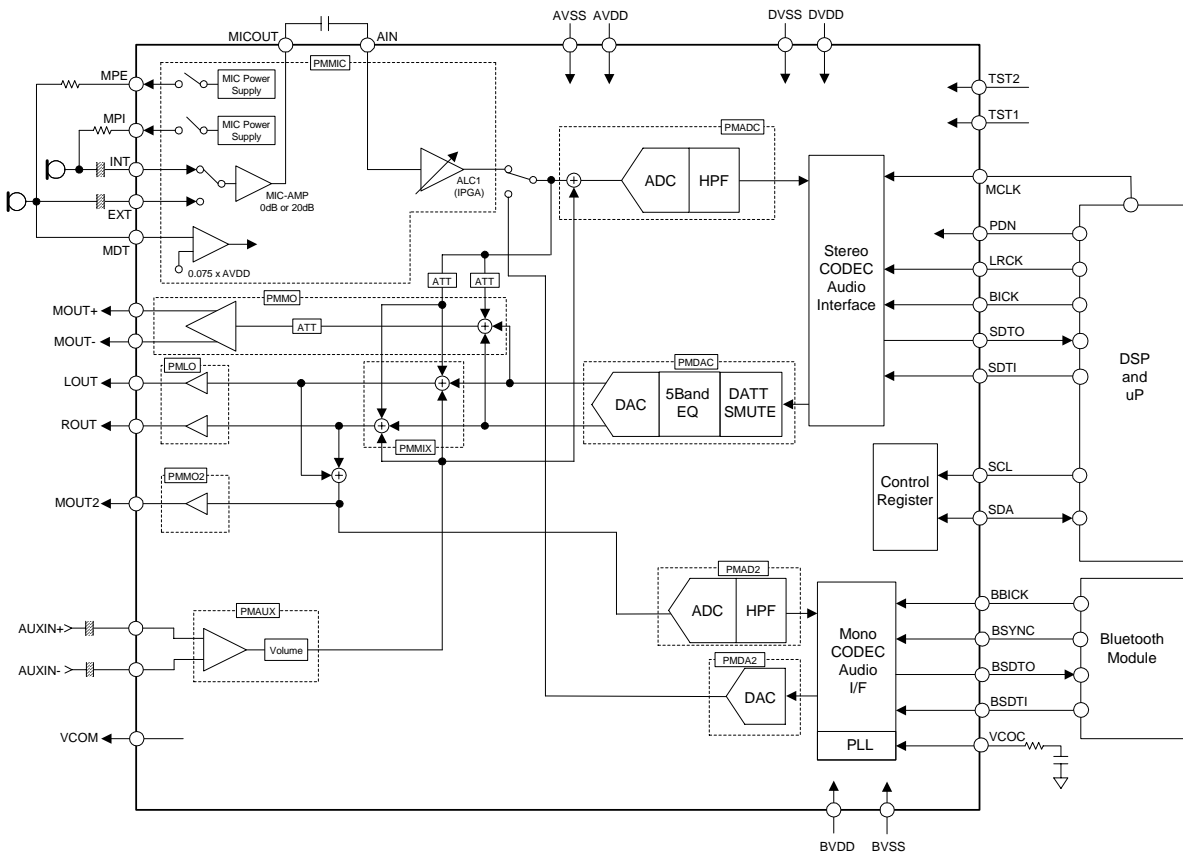 AVSS AVDD
DVSS DVDD
MICOUT
AIN
PMMIC
MPE
MIC Power
Supply
TST2
MPI
MIC Power
Supply
TST1
PMADC
INT
ADC
HPF
MCLK
ALC1
(IPGA)
MIC-AMP
0dB or 20dB
EXT
PDN
MDT
Stereo
CODEC
Audio
Interface
LRCK
0.075 x AVDD
ATT
ATT
BICK
PMMO
MOUT+
ATT
SDTO
MOUT-
DSP
and
uP
PMLO
PMDAC
SDTI
LOUT
DAC
5Band
EQ
DATT
SMUTE
ROUT
PMMIX
PMMO2
SCL
Control
Register
MOUT2
SDA
PMAD2
ADC
HPF
BBICK
PMAUX
AUXIN+
Mono
CODEC
Audio
I/F
BSYNC
Bluetooth
Module
Volume
PMDA2
BSDTO
AUXIN-
DAC
BSDTI
VCOM
PLL
VCOC
BVDD
BVSS